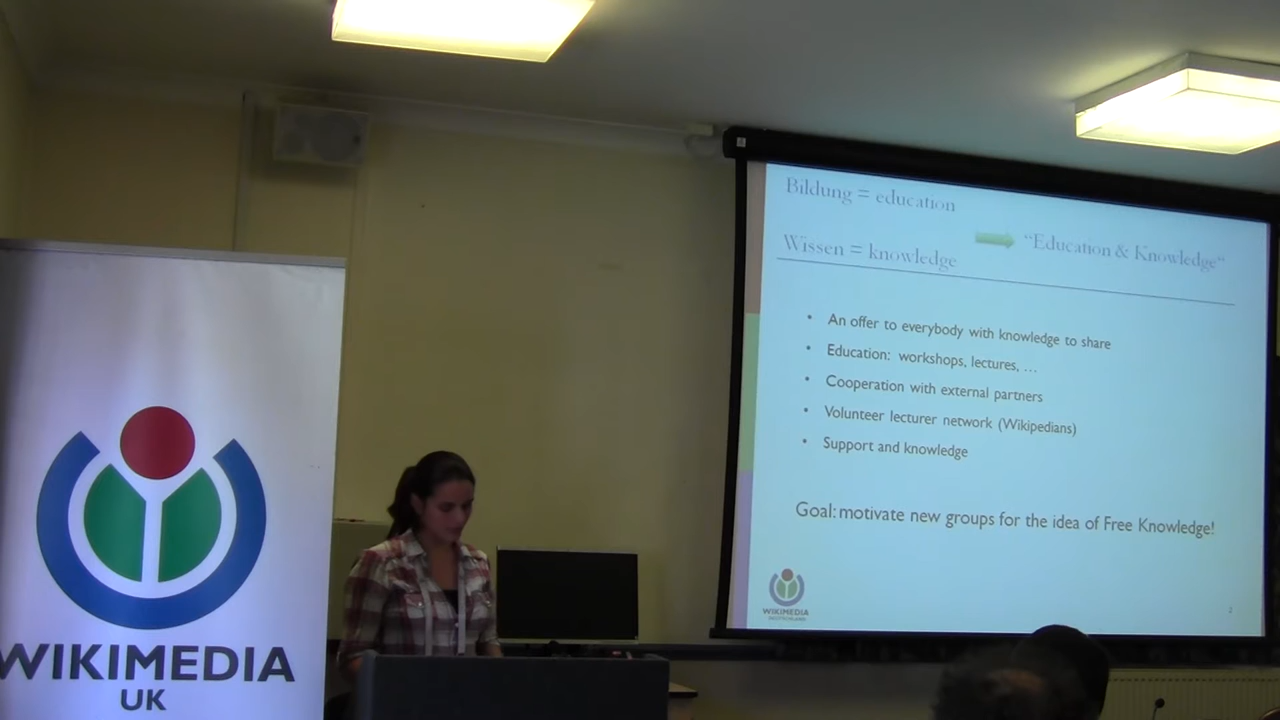 Bildung = education
Wissen = knowledge
“Education & Knowledge“
• An offer to everybody with knowledge to share
• Education: workshops, lectures, …
• Cooperation with external partners
• Volunteer lecturer network (Wikipedians)
• Support and knowledge
Goal: motivate new groups for the idea of Free Knowledge!
WIKIMEDIA
DEUTSCHLAND
2
WIKIMEDIA
UK